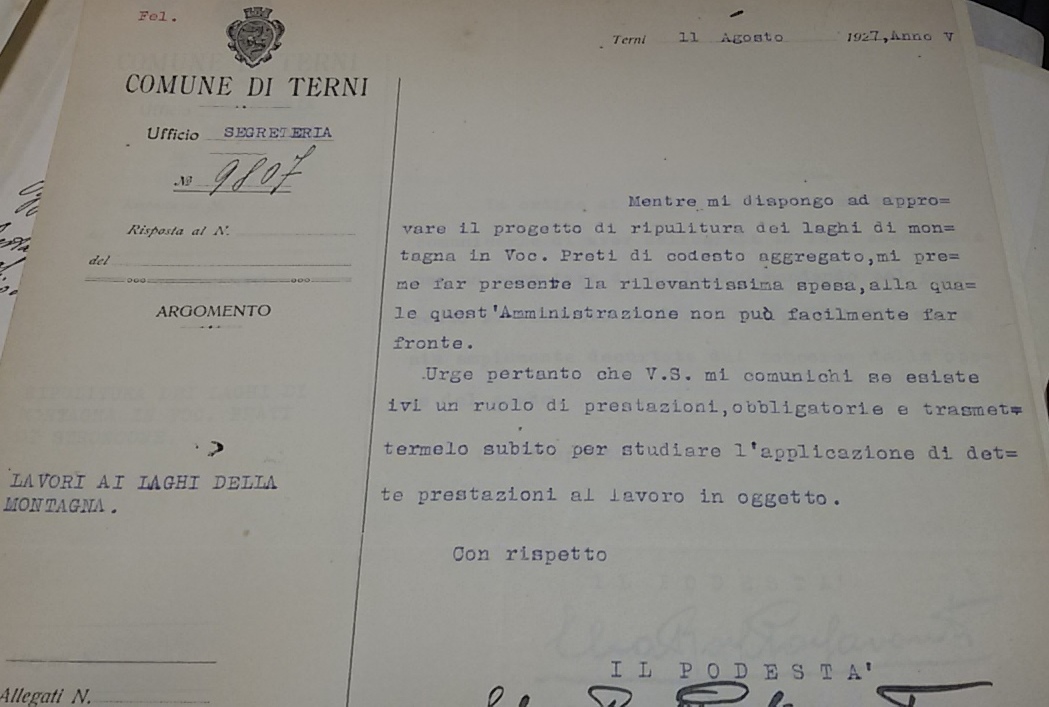 Fel.
Terni 11 Agosto 1927, Anno V
COMUNE DI TERNI
Ufficio SEGRETERIA
№ 9807
Risposta al N.
del
ARGOMENTO
LAVORI AI LAGHI DELLA
MONTAGNA.
Allegati N.
Mentre mi dispongo ad appro=
vare il progetto di ripulitura dei laghi di mon=
tagna in Voc. Prati di codesto aggregato, mi pre=
me far presente la rilevantissima spesa, alla qua=
le quest'Amministrazione non può facilmente far
fronte.
Urge pertanto che V.S. mi comunichi se esiste
ivi un ruolo di prestazioni, obbligatorie e trasmet=
termelo subito per studiare l'applicazione di det=
te prestazioni al lavoro in oggetto.
Con rispetto
IL PODESTA'